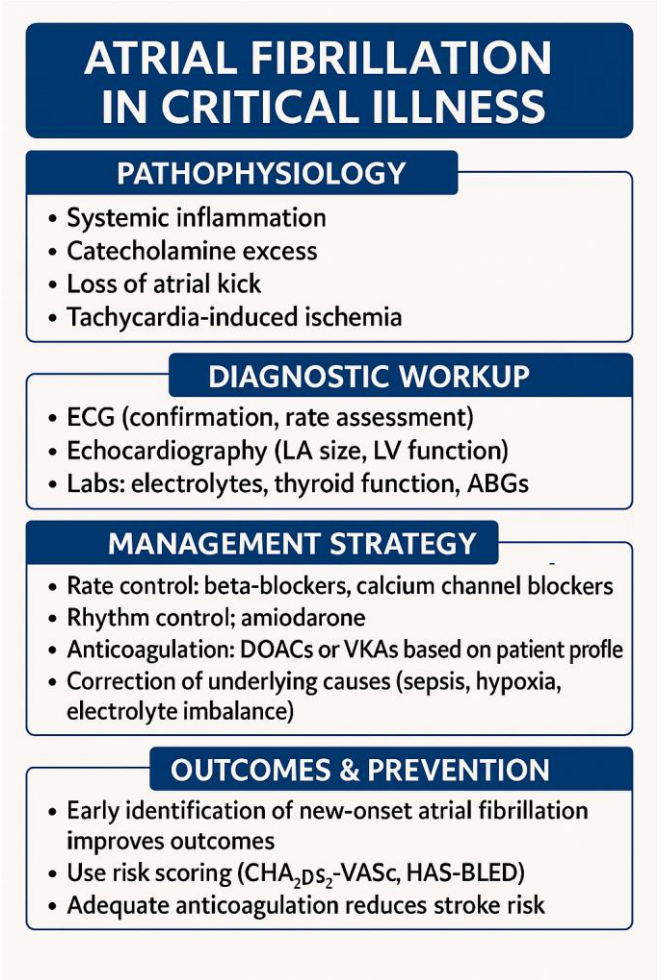 ATRIAL FIBRILLATION
IN CRITICAL ILLNESS
PATHOPHYSIOLOGY
• Systemic inflammation
• Catecholamine excess
• Loss of atrial kick
• Tachycardia-induced ischemia
DIAGNOSTIC WORKUP
• ECG (confirmation, rate assessment)
• Echocardiography (LA size, LV function)
• Labs: electrolytes, thyroid function, ABGs
MANAGEMENT STRATEGY
• Rate control: beta-blockers, calcium channel blockers
• Rhythm control; amiodarone
• Anticoagulation: DOACs or VKAs based on patient profle
• Correction of underlying causes (sepsis, hypoxia,
electrolyte imbalance)
OUTCOMES & PREVENTION
• Early identification of new-onset atrial fibrillation
improves outcomes
• Use risk scoring (CHA₂DS₂-VASc, HAS-BLED)
• Adequate anticoagulation reduces stroke risk